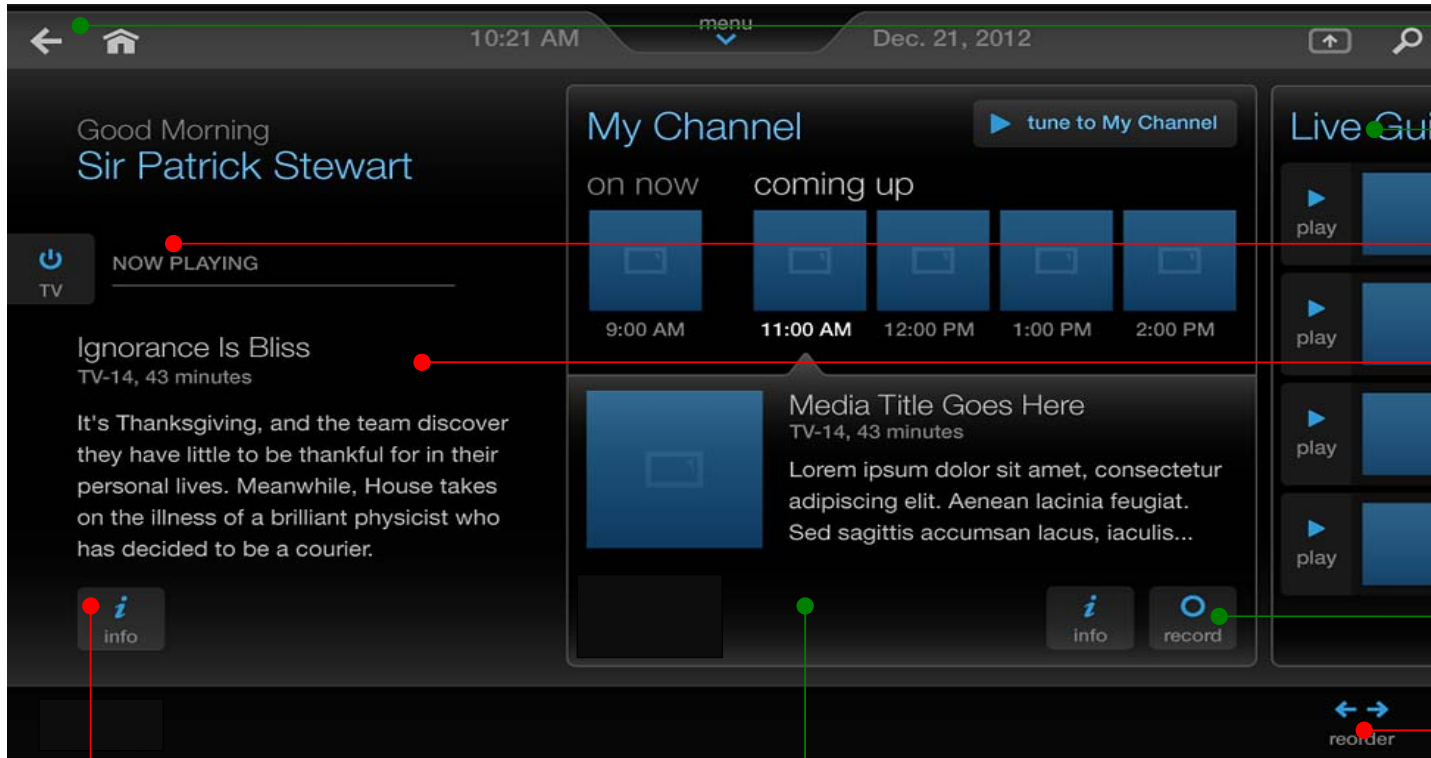 menu
10:21 AM
Dec. 21, 2012
Good Morning
Sir Patrick Stewart
TV
NOW PLAYING
Ignorance Is Bliss
TV-14, 43 minutes
It's Thanksgiving, and the team discover
they have little to be thankful for in their
personal lives. Meanwhile, House takes
on the illness of a brilliant physicist who
has decided to be a courier.
info
My Channel
tune to My Channel
on now
coming up
9:00 AM
11:00 AM
12:00 PM
1:00 PM
2:00 PM
Media Title Goes Here
TV-14, 43 minutes
Lorem ipsum dolor sit amet, consectetur
adipiscing elit. Aenean lacinia feugiat.
Sed sagittis accumsan lacus, iaculis...
info
record
Live Gui
play
play
play
play
reorder